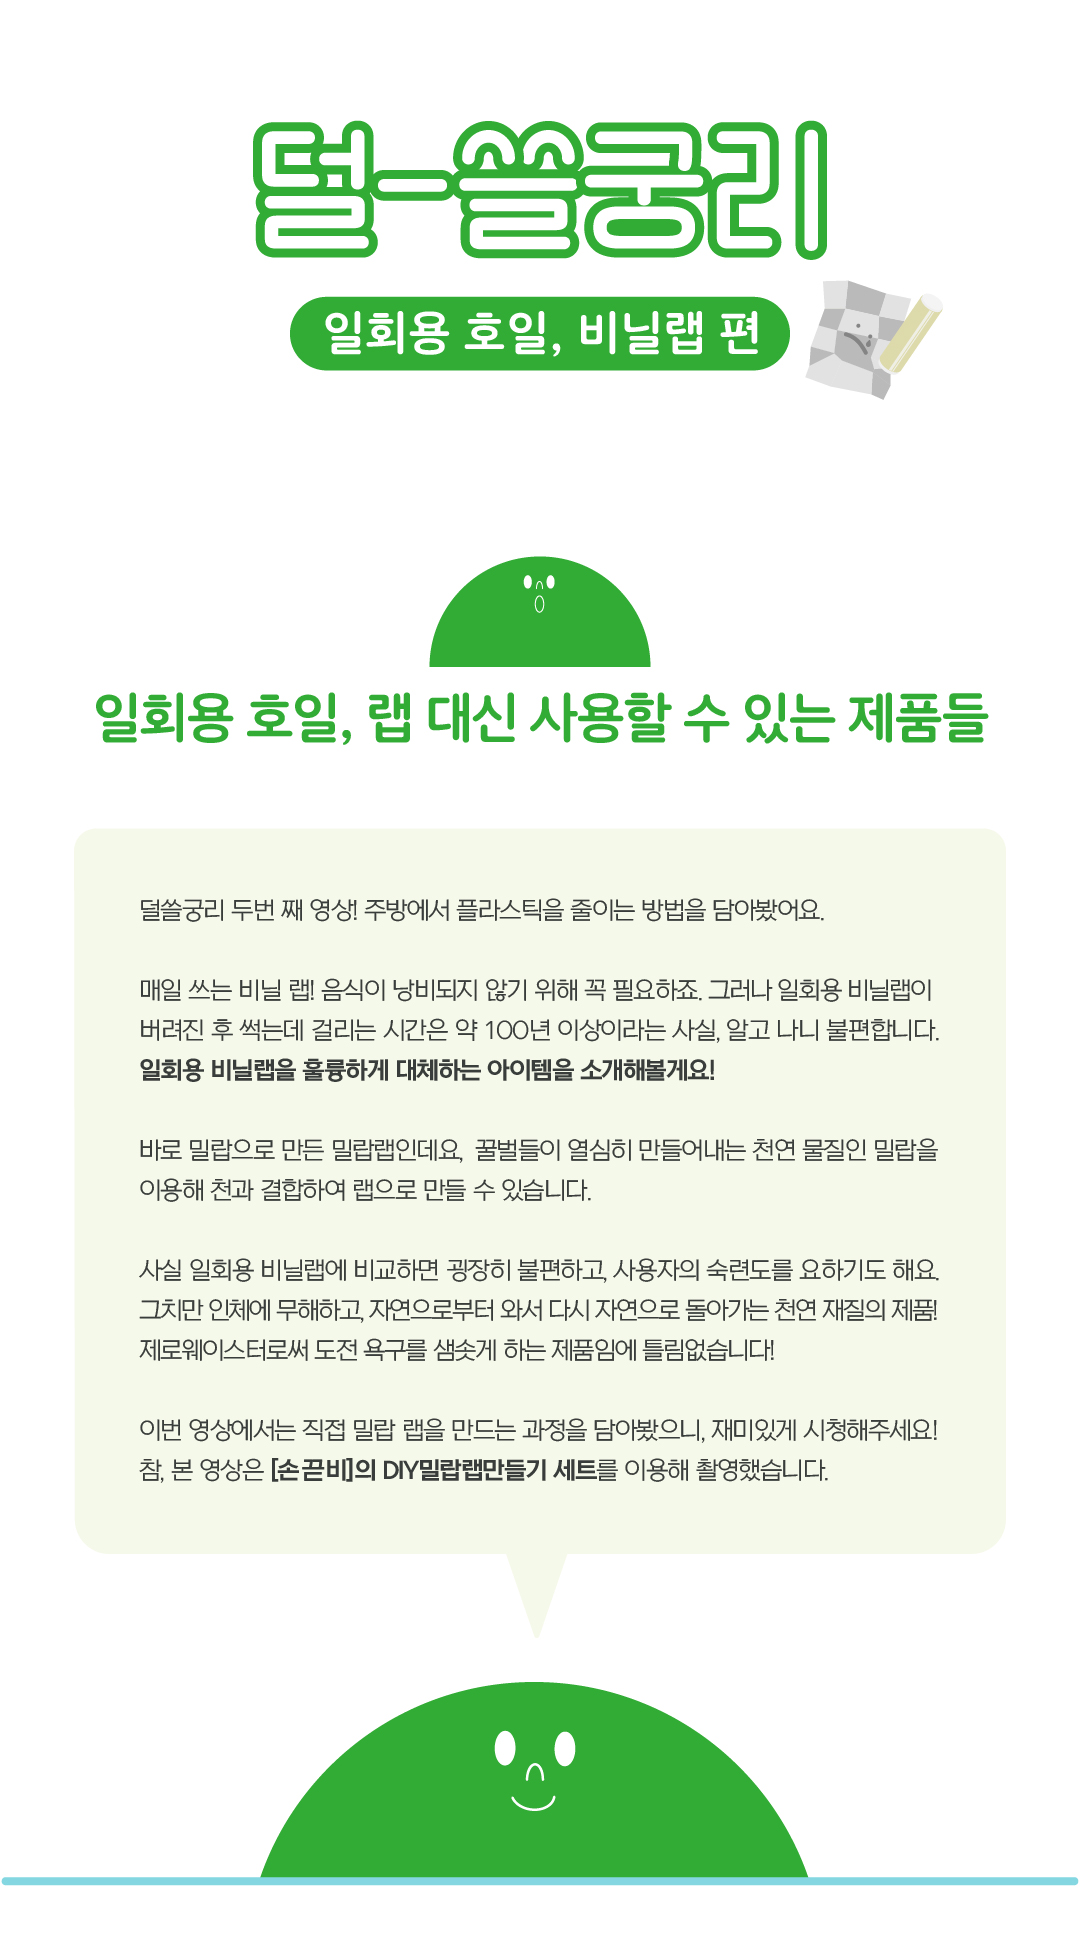 덜-쓸궁리
일회용 호일, 비닐랩 편
일회용 호일, 랩 대신 사용할 수 있는 제품들
덜쓸궁리 두번 째 영상! 주방에서 플라스틱을 줄이는 방법을 담아봤어요.
매일 쓰는 비닐 랩! 음식이 낭비되지 않기 위해 꼭 필요하죠. 그러나 일회용 비닐랩이
버려진 후 썩는데 걸리는 시간은 약 100년 이상이라는 사실, 알고 나니 불편합니다.
일회용 비닐랩을 훌륭하게 대체하는 아이템을 소개해볼게요!
바로 밀랍으로 만든 밀랍랩인데요, 꿀벌들이 열심히 만들어내는 천연 물질인 밀랍을
이용해 천과 결합하여 랩으로 만들 수 있습니다.
사실 일회용 비닐랩에 비교하면 굉장히 불편하고, 사용자의 숙련도를 요하기도 해요.
그치만 인체에 무해하고, 자연으로부터 와서 다시 자연으로 돌아가는 천연 재질의 제품!
제로웨이스터로써 도전 욕구를 샘솟게 하는 제품임에 틀림없습니다!
이번 영상에서는 직접 밀랍 랩을 만드는 과정을 담아봤으니, 재미있게 시청해주세요!
참, 본 영상은 [손끋비]의 DIY밀랍랩만들기 세트를 이용해 촬영했습니다.